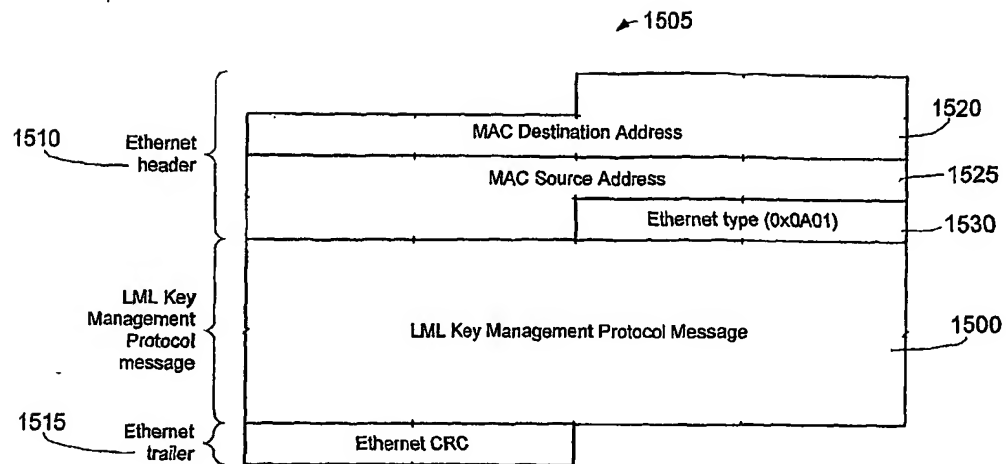 1505
1510
Ethernet
header
MAC Destination Address
1520
MAC Source Address
1525
Ethernet type (0x0A01)
1530
LML Key
Management
Protocol
message
LML Key Management Protocol Message
1500
1515
Ethernet
trailer
Ethernet CRC